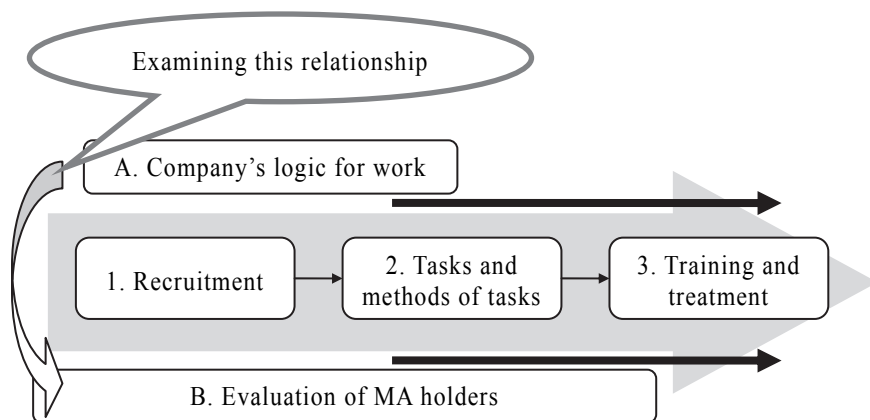 Examining this relationship
A. Company’s logic for work
1. Recruitment
2. Tasks and
methods of tasks
3. Training and
treatment
B. Evaluation of MA holders